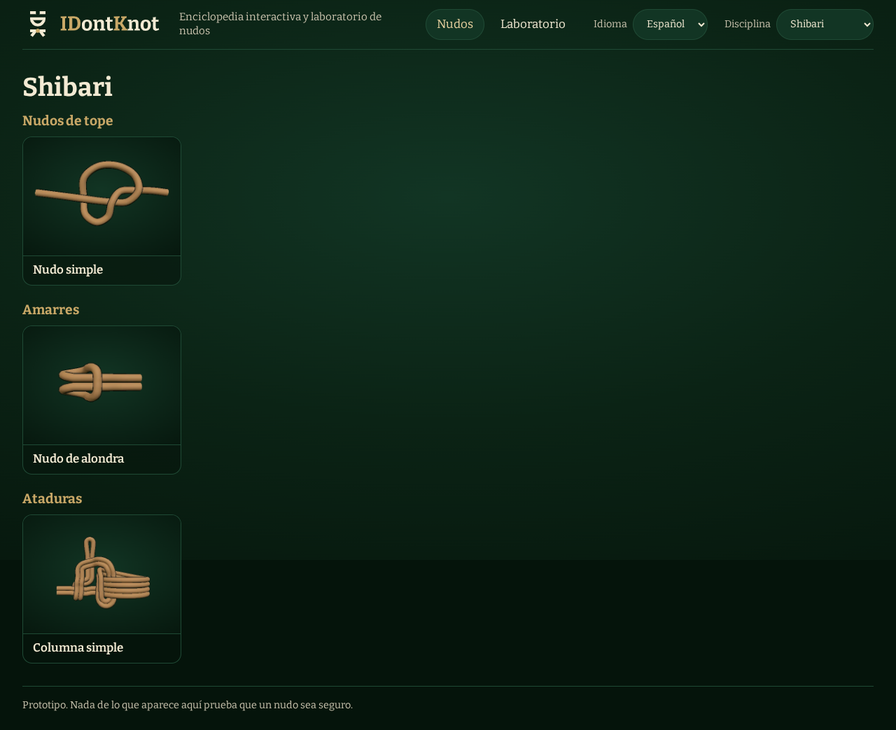 IDontKnot
Enciclopedia interactiva y laboratorio de
nudos
Nudos
Laboratorio
Idioma
Español
Disciplina
Shibari
Shibari
Nudos de tope
Nudo simple
Amarres
Nudo de alondra
Ataduras
Columna simple
Prototipo. Nada de lo que aparece aquí prueba que un nudo sea seguro.